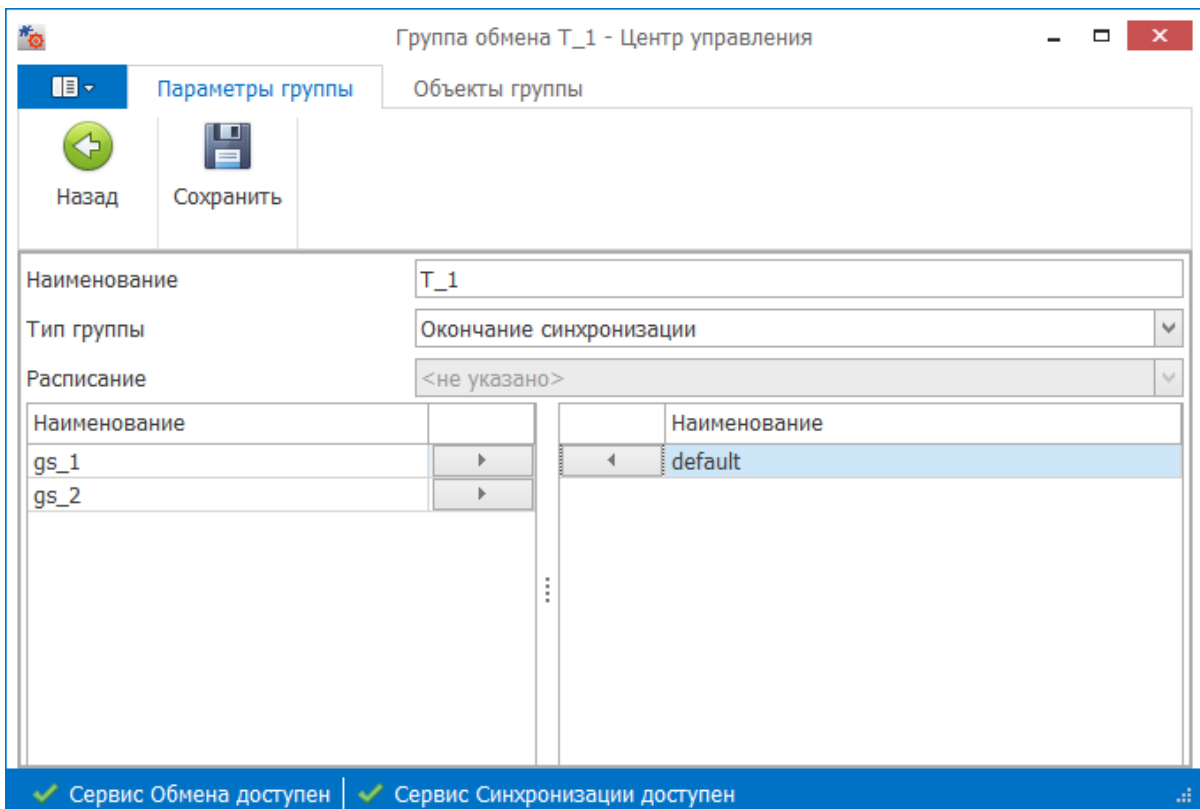 Группа обмена T_1 - Центр управления
Параметры группы Объекты группы
Назад Сохранить
Наименование T_1
Тип группы Окончание синхронизации
Расписание <не указано>
Наименование Наименование
gs_1 default
gs_2
Сервис Обмена доступен Сервис Синхронизации доступен